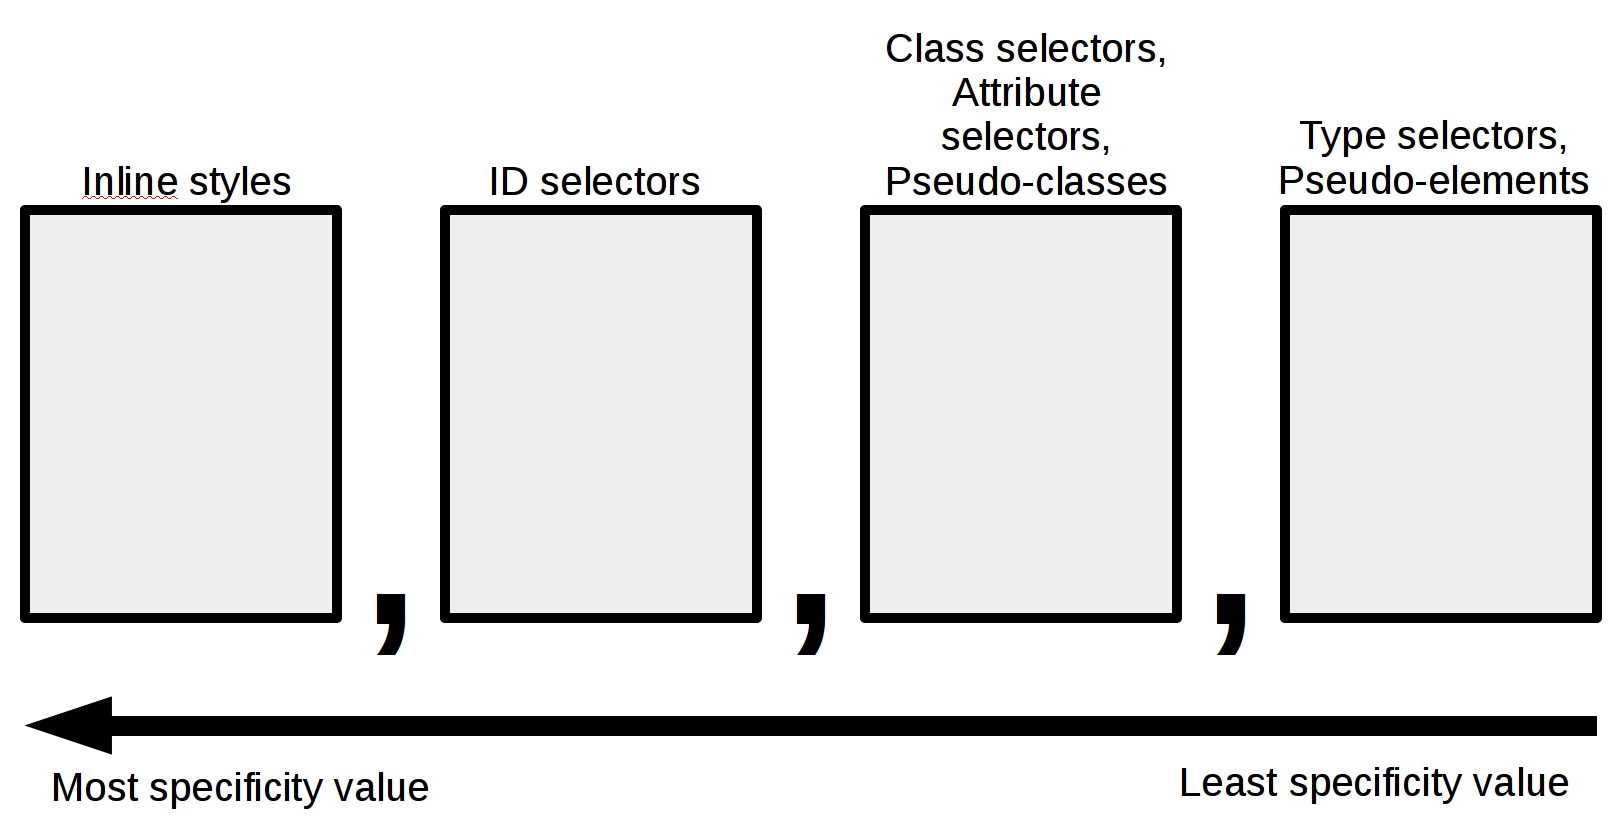 Class selectors,
Attribute
selectors,
Pseudo-classes
Type selectors,
Pseudo-elements
Inline styles
ID selectors
, , ,
Most specificity value
Least specificity value